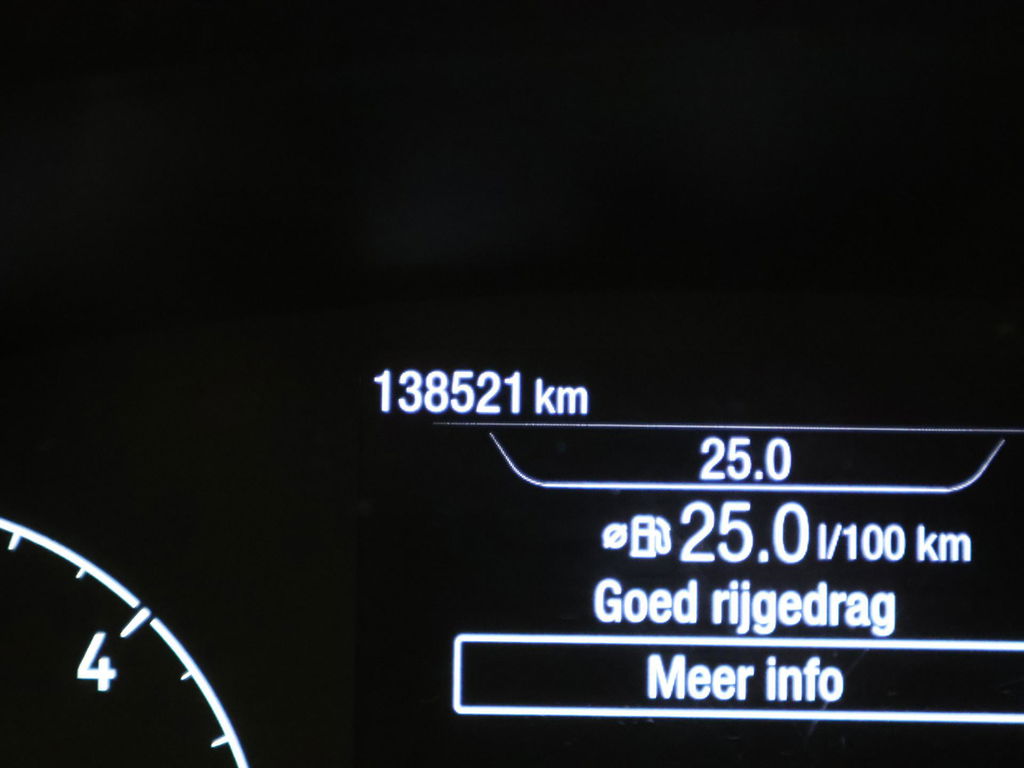 138521 km
25.0
ø 25.0 l/100 km
Goed rijgedrag
Meer info
4